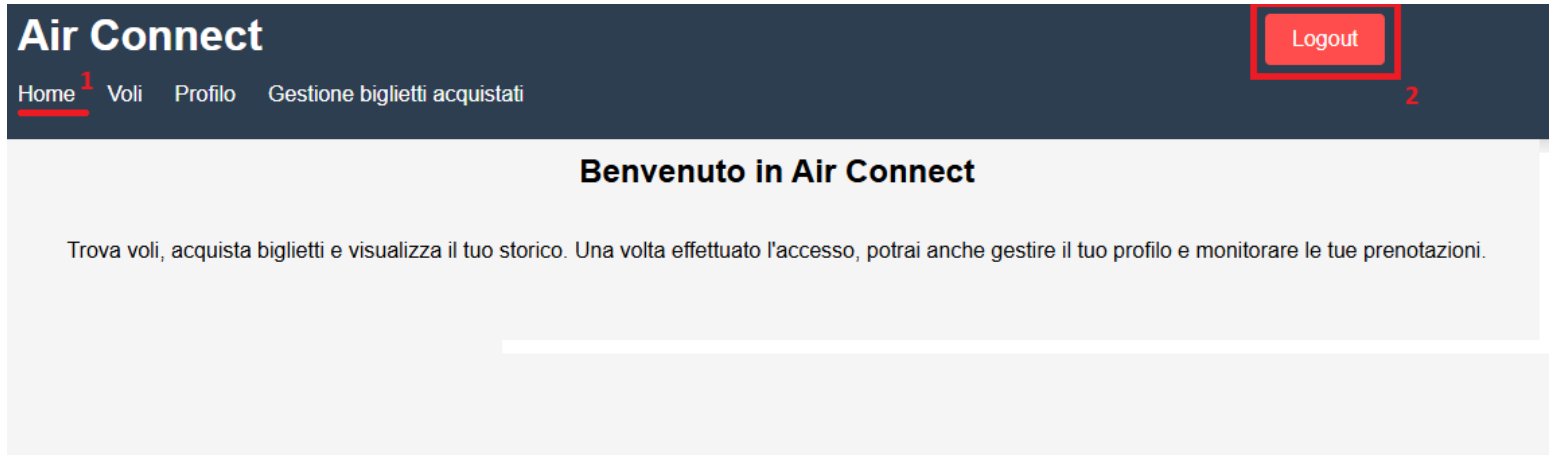 Air Connect
Logout
Home 1 Voli Profilo Gestione biglietti acquistati
2
Benvenuto in Air Connect
Trova voli, acquista biglietti e visualizza il tuo storico. Una volta effettuato l'accesso, potrai anche gestire il tuo profilo e monitorare le tue prenotazioni.